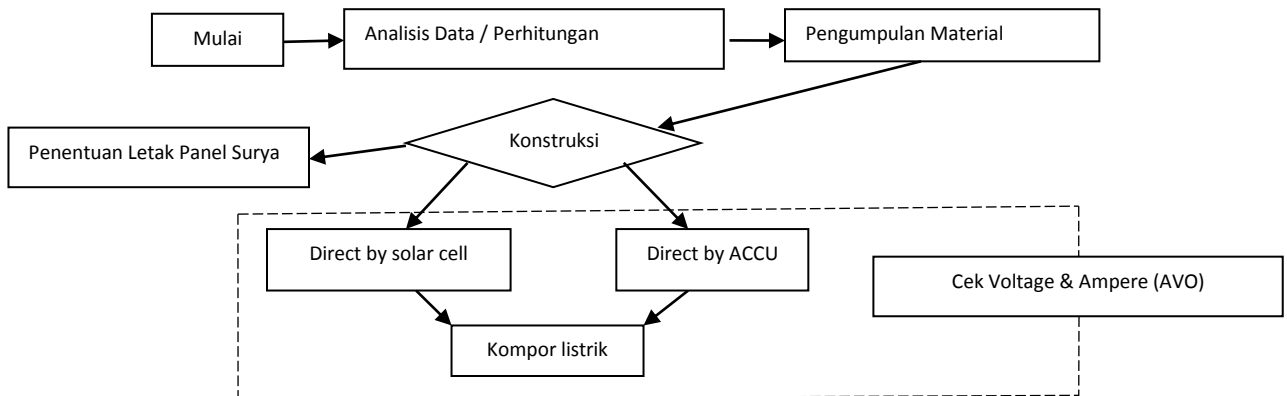 Mulai
Analisis Data / Perhitungan
Pengumpulan Material
Penentuan Letak Panel Surya
Konstruksi
Direct by solar cell
Direct by ACCU
Cek Voltage & Ampere (AVO)
Kompor listrik